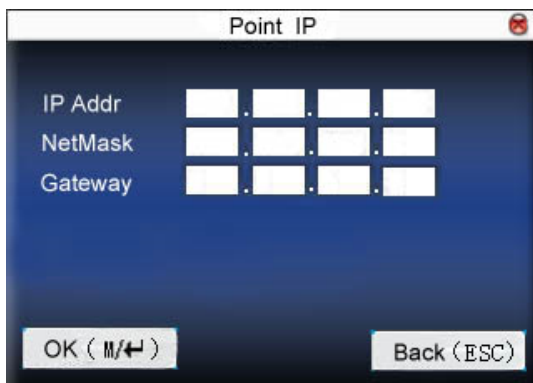 Point IP
IP Addr . . .
NetMask . . .
Gateway . . .
OK ( M/↵ ) Back (ESC)